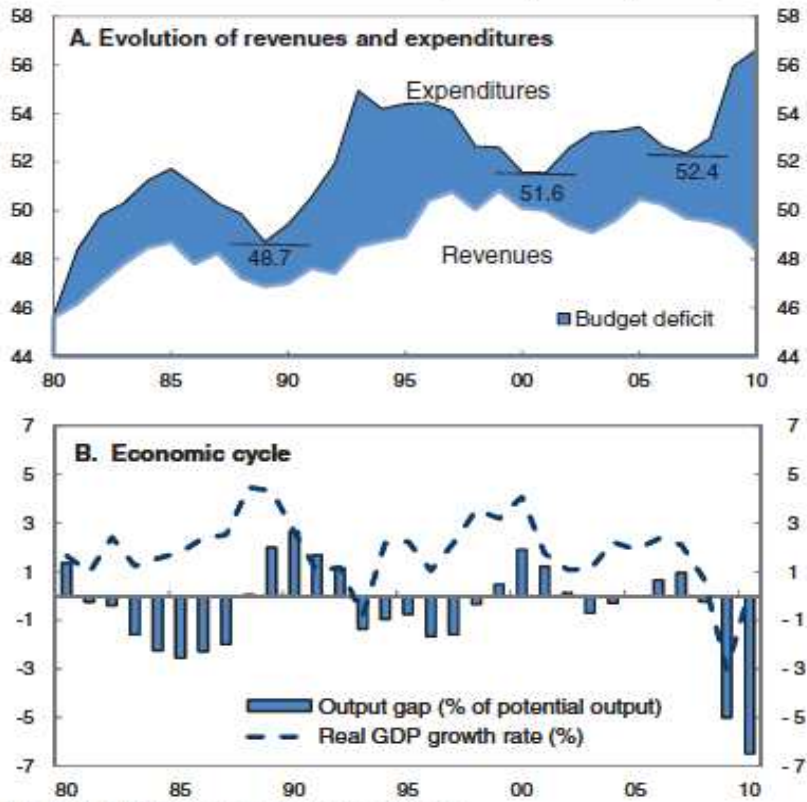 A. Evolution of revenues and expenditures
58 58
56 56
54 54
52 52
50 50
48 48
46 46
44 44
Expenditures
52.4
51.6
48.7
Revenues
Budget deficit
80 85 90 95 00 05 10
B. Economic cycle
7 7
5 5
3 3
1 1
-1 - 1
-3 - 3
-5 - 5
-7 - 7
Output gap (% of potential output)
Real GDP growth rate (%)
80 85 90 95 00 05 10